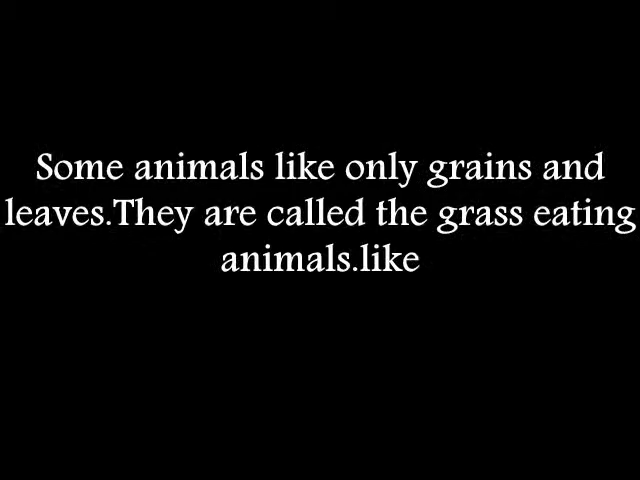 Some animals like only grains and
leaves.They are called the grass eating
animals.like